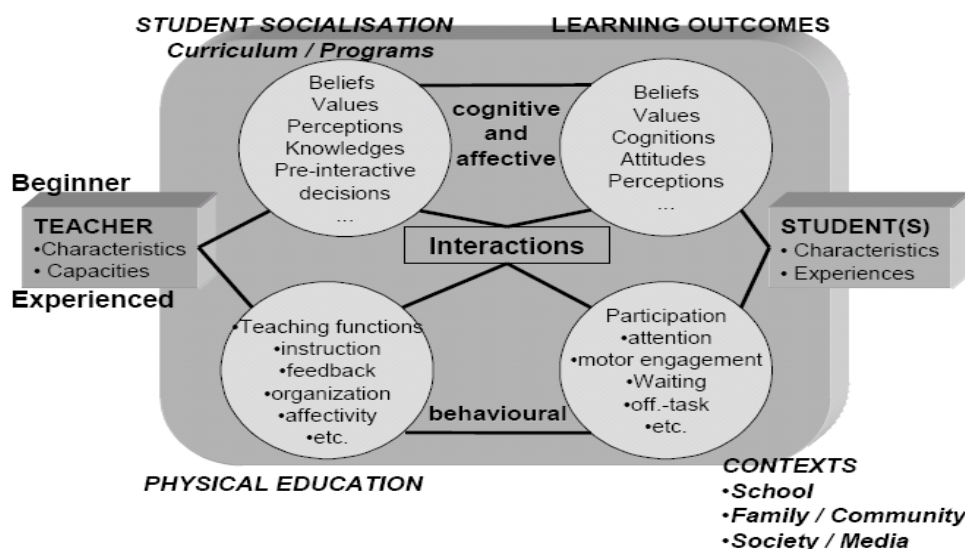 STUDENT SOCIALISATION
Curriculum / Programs
LEARNING OUTCOMES
Beliefs
Values
Perceptions
Knowledges
Pre-interactive
decisions
...
cognitive
and
affective
Beliefs
Values
Cognitions
Attitudes
Perceptions
...
Beginner
TEACHER
•Characteristics
• Capacities
Experienced
Interactions
STUDENT(S)
• Characteristics
• Experiences
•Teaching functions
•instruction
•feedback
•organization
•affectivity
•etc.
behavioural
Participation
•attention
•motor engagement
•Waiting
•off.-task
•etc.
PHYSICAL EDUCATION
CONTEXTS
•School
•Family / Community
•Society / Media